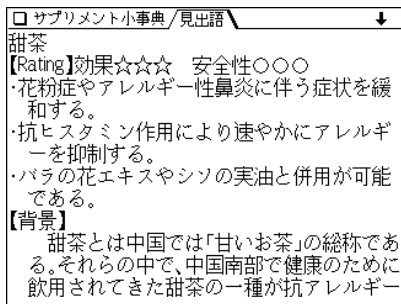 サプリメント小事典/見出語
甜茶
【Rating】効果☆☆☆ 安全性○○○
・花粉症やアレルギー性鼻炎に伴う症状を緩
和する。
・抗ヒスタミン作用により速やかにアレルギ
ーを抑制する。
・バラの花エキスやシソの実油と併用が可能
である。
【背景】
甜茶とは中国では「甘いお茶」の総称であ
る。それらの中で、中国南部で健康のために
飲用されてきた甜茶の一種が抗アレルギー